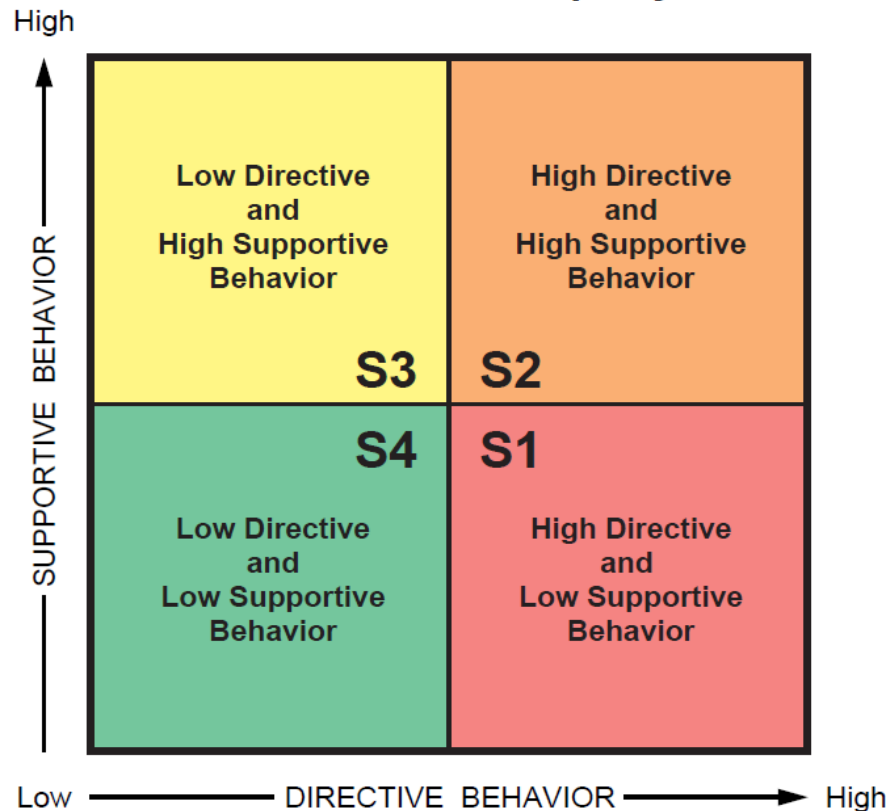 High
Low Directive
and
High Supportive
Behavior
S3
High Directive
and
High Supportive
Behavior
S2
SUPPORTIVE BEHAVIOR
S4
Low Directive
and
Low Supportive
Behavior
S1
High Directive
and
Low Supportive
Behavior
Low
DIRECTIVE BEHAVIOR
High